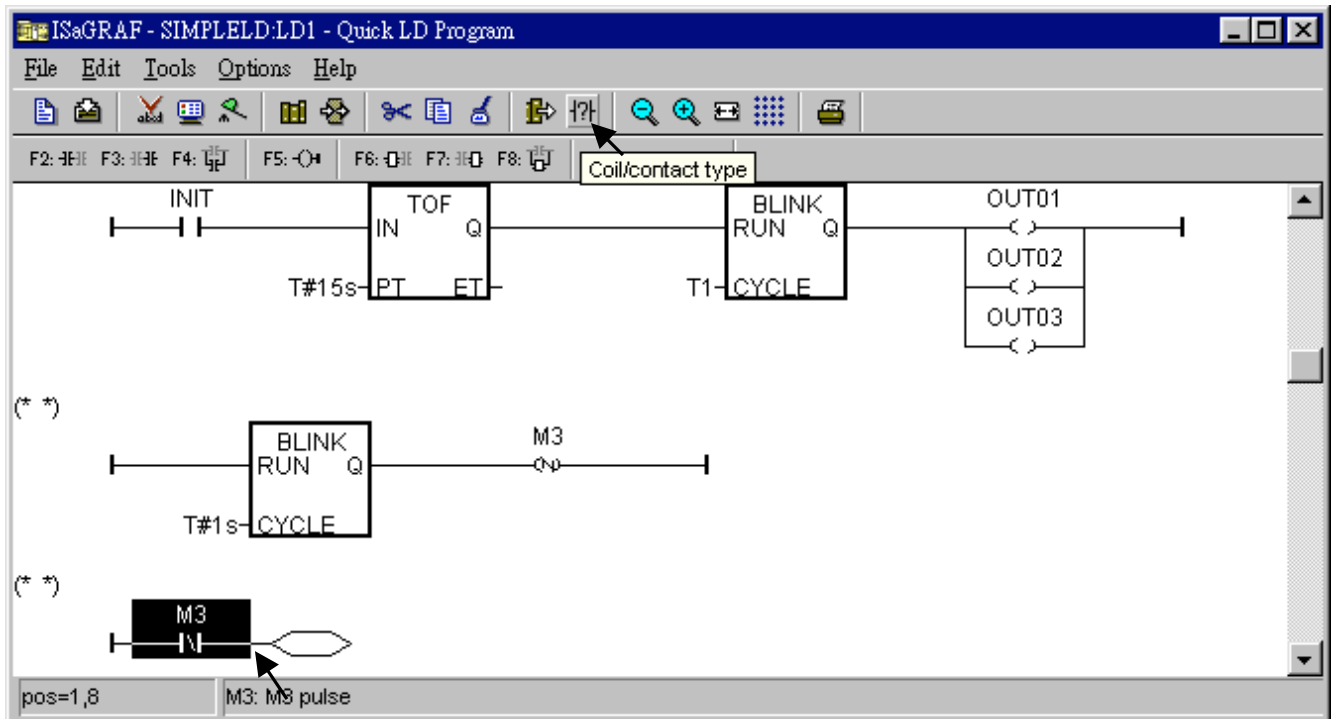 ISaGRAF - SIMPLELD:LD1 - Quick LD Program
File Edit Tools Options Help
F2: F3: F4: F5: F6: F7: F8:
Coil/contact type
INIT
TOF
IN Q
T#15s PT ET
BLINK
RUN Q
T1 CYCLE
OUT01
OUT02
OUT03
(* *)
BLINK
RUN Q
T#1s CYCLE
M3
(* *)
M3
pos=1,8
M3: M3 pulse